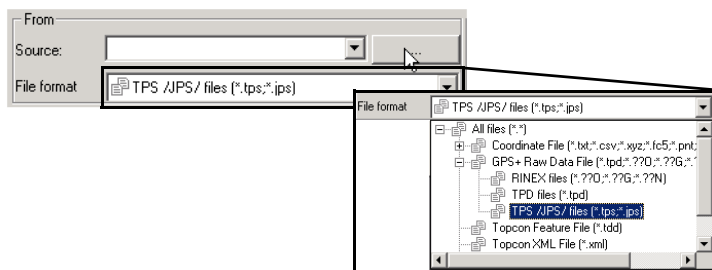 From
Source:
...
File format
TPS /JPS/ files (*.tps;*.jps)
File format
TPS /JPS/ files (*.tps;*.jps)
All files (*.*)
Coordinate File (*.txt;*.csv;*.xyz;*.fc5;*.pnt;
GPS+ Raw Data File (*.tpd;*.??O;*.??G;*.?
RINEX files (*.??O;*.??G;*.??N)
TPD files (*.tpd)
TPS /JPS/ files (*.tps;*.jps)
Topcon Feature File (*.tdd)
Topcon XML File (*.xml)